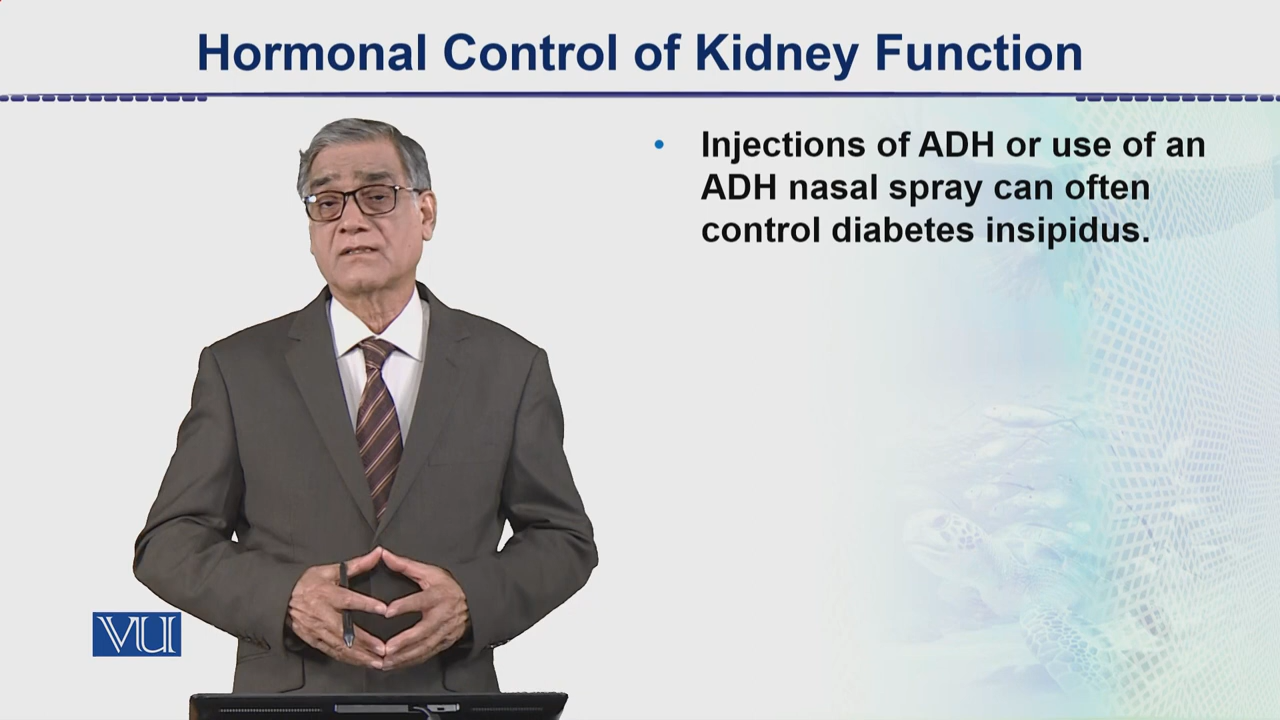 Hormonal Control of Kidney Function
• Injections of ADH or use of an
ADH nasal spray can often
control diabetes insipidus.
VU